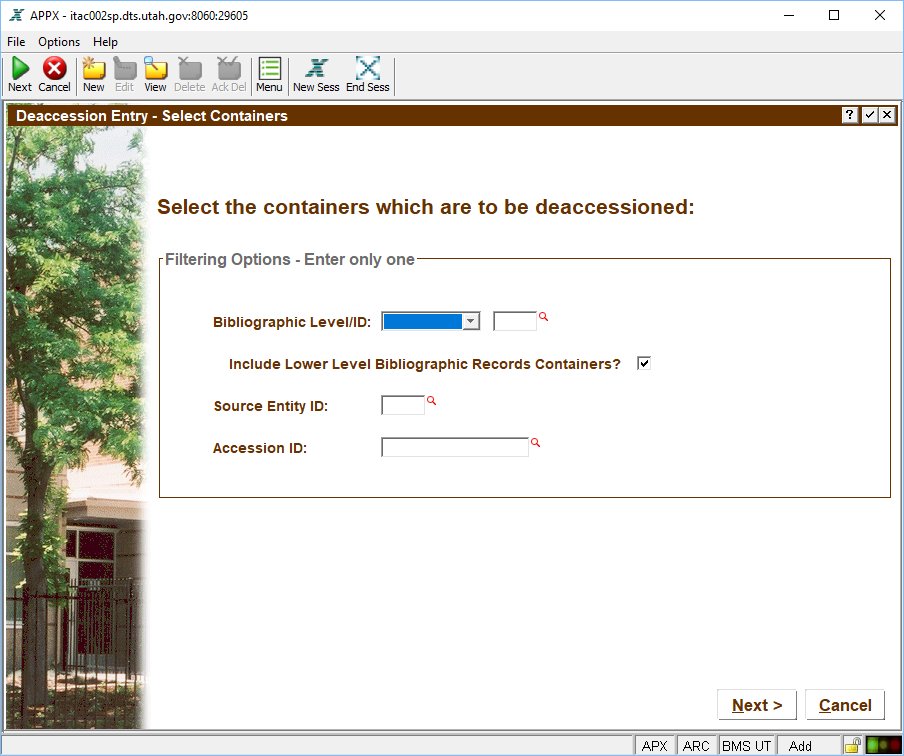 APPX - itac002sp.dts.utah.gov:8060:29605
File Options Help
Next Cancel New Edit View Delete Ack Del Menu New Sess End Sess
Deaccession Entry - Select Containers ?
Select the containers which are to be deaccessioned:
Filtering Options - Enter only one
Bibliographic Level/ID:
Include Lower Level Bibliographic Records Containers?
Source Entity ID:
Accession ID:
Next > Cancel
APX ARC BMS UT Add